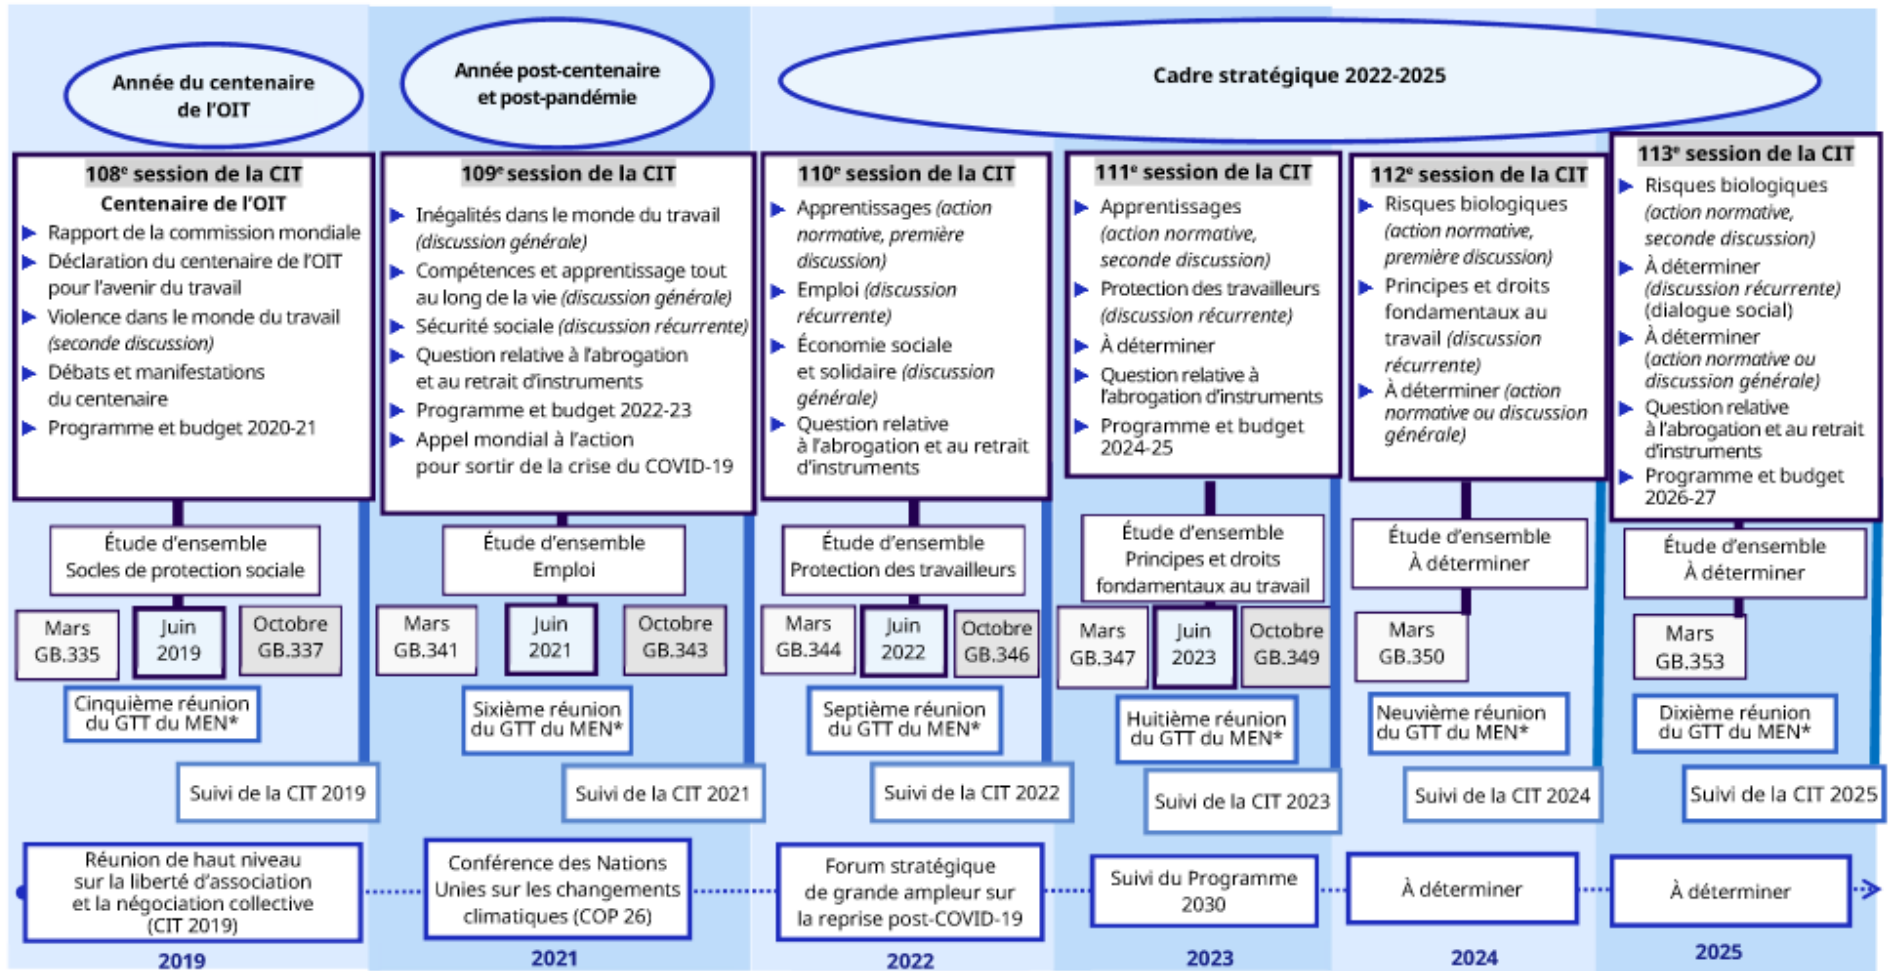 Année du centenaire
de l’OIT
Année post-centenaire
et post-pandémie
Cadre stratégique 2022-2025
108e session de la CIT
Centenaire de l’OIT
► Rapport de la commission mondiale
► Déclaration du centenaire de l’OIT
pour l’avenir du travail
► Violence dans le monde du travail
(seconde discussion)
► Débats et manifestations
du centenaire
► Programme et budget 2020-21
109e session de la CIT
► Inégalités dans le monde du travail
(discussion générale)
► Compétences et apprentissage tout
au long de la vie (discussion générale)
► Sécurité sociale (discussion récurrente)
► Question relative à l’abrogation
et au retrait d’instruments
► Programme et budget 2022-23
► Appel mondial à l’action
pour sortir de la crise du COVID-19
110e session de la CIT
► Apprentissages (action
normative, première
discussion)
► Emploi (discussion
récurrente)
► Économie sociale
et solidaire (discussion
générale)
► Question relative
à l’abrogation et au retrait
d’instruments
111e session de la CIT
► Apprentissages
(action normative,
seconde discussion)
► Protection des travailleurs
(discussion récurrente)
► À déterminer
► Question relative à
l’abrogation d’instruments
► Programme et budget
2024-25
112e session de la CIT
► Risques biologiques
(action normative,
première discussion)
► Principes et droits
fondamentaux au
travail (discussion
récurrente)
► À déterminer (action
normative ou discussion
générale)
113e session de la CIT
► Risques biologiques
(action normative,
seconde discussion)
► À déterminer
(discussion récurrente)
(dialogue social)
► À déterminer
(action normative ou
discussion générale)
► Question relative
à l’abrogation et au retrait
d’instruments
► Programme et budget
2026-27
Étude d’ensemble
Socles de protection sociale
Étude d’ensemble
Emploi
Étude d’ensemble
Protection des travailleurs
Étude d’ensemble
Principes et droits
fondamentaux au travail
Étude d’ensemble
À déterminer
Étude d’ensemble
À déterminer
Mars
GB.335
Juin
2019
Octobre
GB.337
Mars
GB.341
Juin
2021
Octobre
GB.343
Mars
GB.344
Juin
2022
Octobre
GB.346
Mars
GB.347
Juin
2023
Octobre
GB.349
Mars
GB.350
Mars
GB.353
Cinquième réunion
du GTT du MEN*
Sixième réunion
du GTT du MEN*
Septième réunion
du GTT du MEN*
Huitième réunion
du GTT du MEN*
Neuvième réunion
du GTT du MEN*
Dixième réunion
du GTT du MEN*
Suivi de la CIT 2019
Suivi de la CIT 2021
Suivi de la CIT 2022
Suivi de la CIT 2023
Suivi de la CIT 2024
Suivi de la CIT 2025
Réunion de haut niveau
sur la liberté d’association
et la négociation collective
(CIT 2019)
Conférence des Nations
Unies sur les changements
climatiques (COP 26)
Forum stratégique
de grande ampleur sur
la reprise post-COVID-19
Suivi du Programme
2030
À déterminer
À déterminer
2019
2021
2022
2023
2024
2025